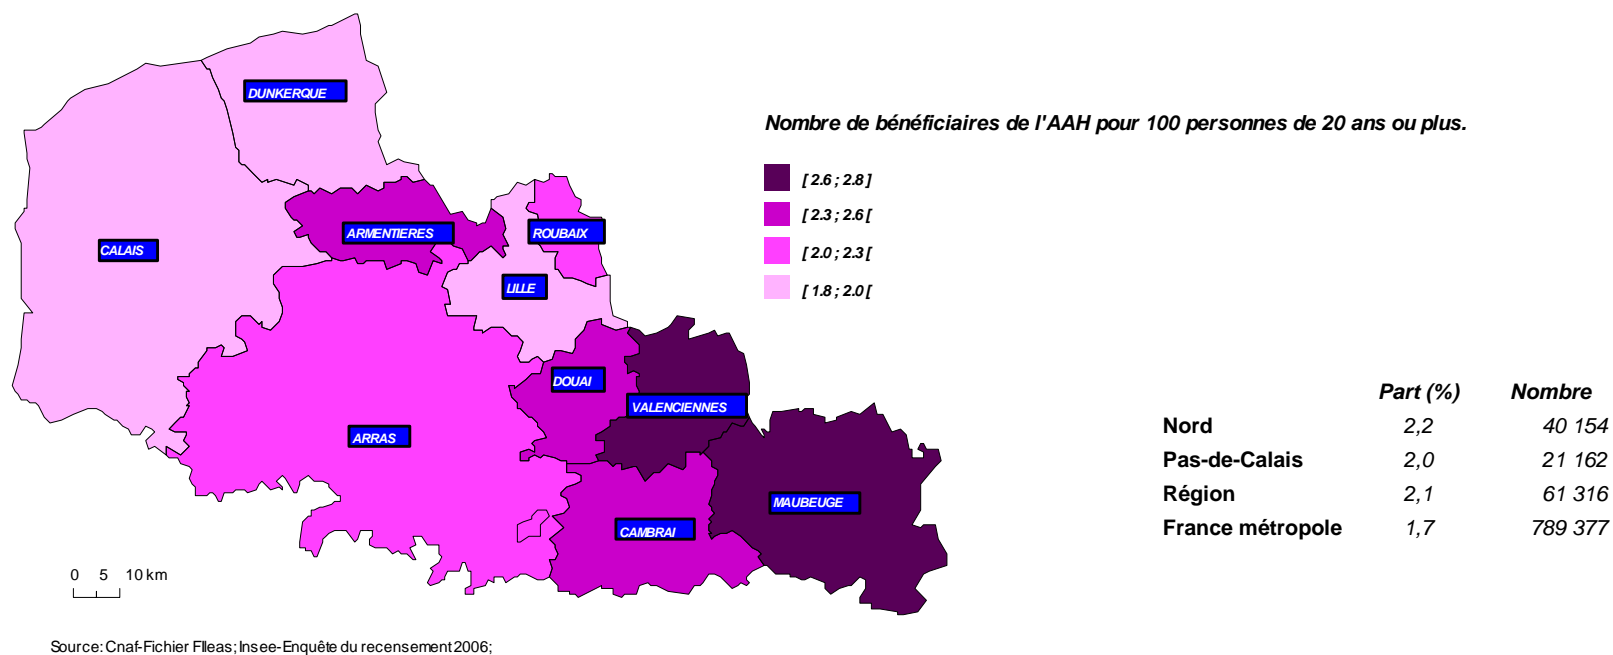 DUNKERQUE
CALAIS
ARMENTIERES
ROUBAIX
LILLE
DOUAI
VALENCIENNES
ARRAS
MAUBEUGE
CAMBRAI
0 5 10 km
Nombre de bénéficiaires de l'AAH pour 100 personnes de 20 ans ou plus.
[ 2.6 ; 2.8 ]
[ 2.3 ; 2.6 [
[ 2.0 ; 2.3 [
[ 1.8 ; 2.0 [
Part (%) Nombre
Nord 2,2 40 154
Pas-de-Calais 2,0 21 162
Région 2,1 61 316
France métropole 1,7 789 377
Source: Cnaf-Fichier FIleas; Insee-Enquête du recensement 2006;